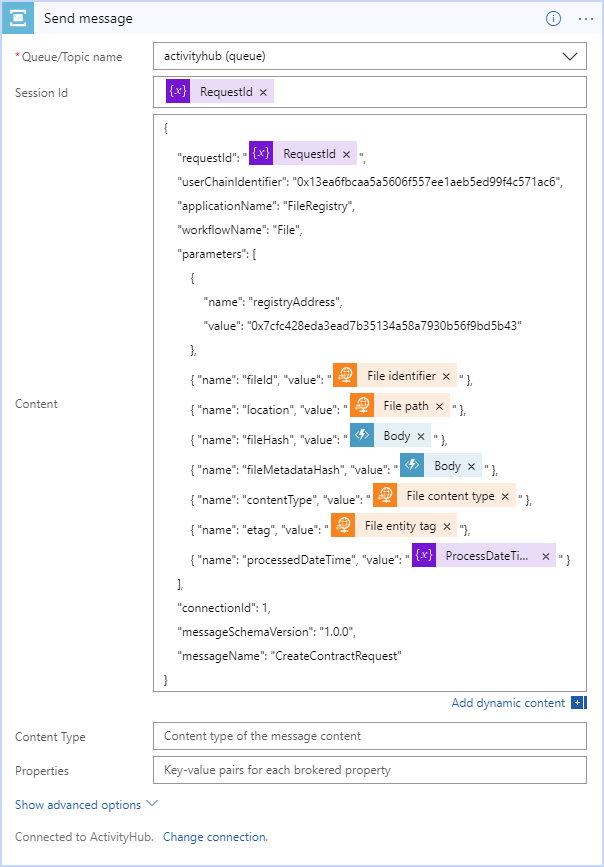 Send message
* Queue/Topic name
activityhub (queue)
Session Id
{x} RequestId ×
Content
{
"requestId": " {x} RequestId × ",
"userChainIdentifier": "0x13ea6fbcaa5a5606f557ee1aeb5ed99f4c571ac6",
"applicationName": "FileRegistry",
"workflowName": "File",
"parameters": [
{
"name": "registryAddress",
"value": "0x7cfc428eda3ead7b35134a58a7930b56f9bd5b43"
},
{ "name": "fileId", "value": " File identifier × " },
{ "name": "location", "value": " File path × " },
{ "name": "fileHash", "value": " Body × " },
{ "name": "fileMetadataHash", "value": " Body × " },
{ "name": "contentType", "value": " File content type × " },
{ "name": "etag", "value": " File entity tag × "},
{ "name": "processedDateTime", "value": " {x} ProcessDateTi... × " }
],
"connectionId": 1,
"messageSchemaVersion": "1.0.0",
"messageName": "CreateContractRequest"
}
Add dynamic content
Content Type
Content type of the message content
Properties
Key-value pairs for each brokered property
Show advanced options
Connected to ActivityHub. Change connection.